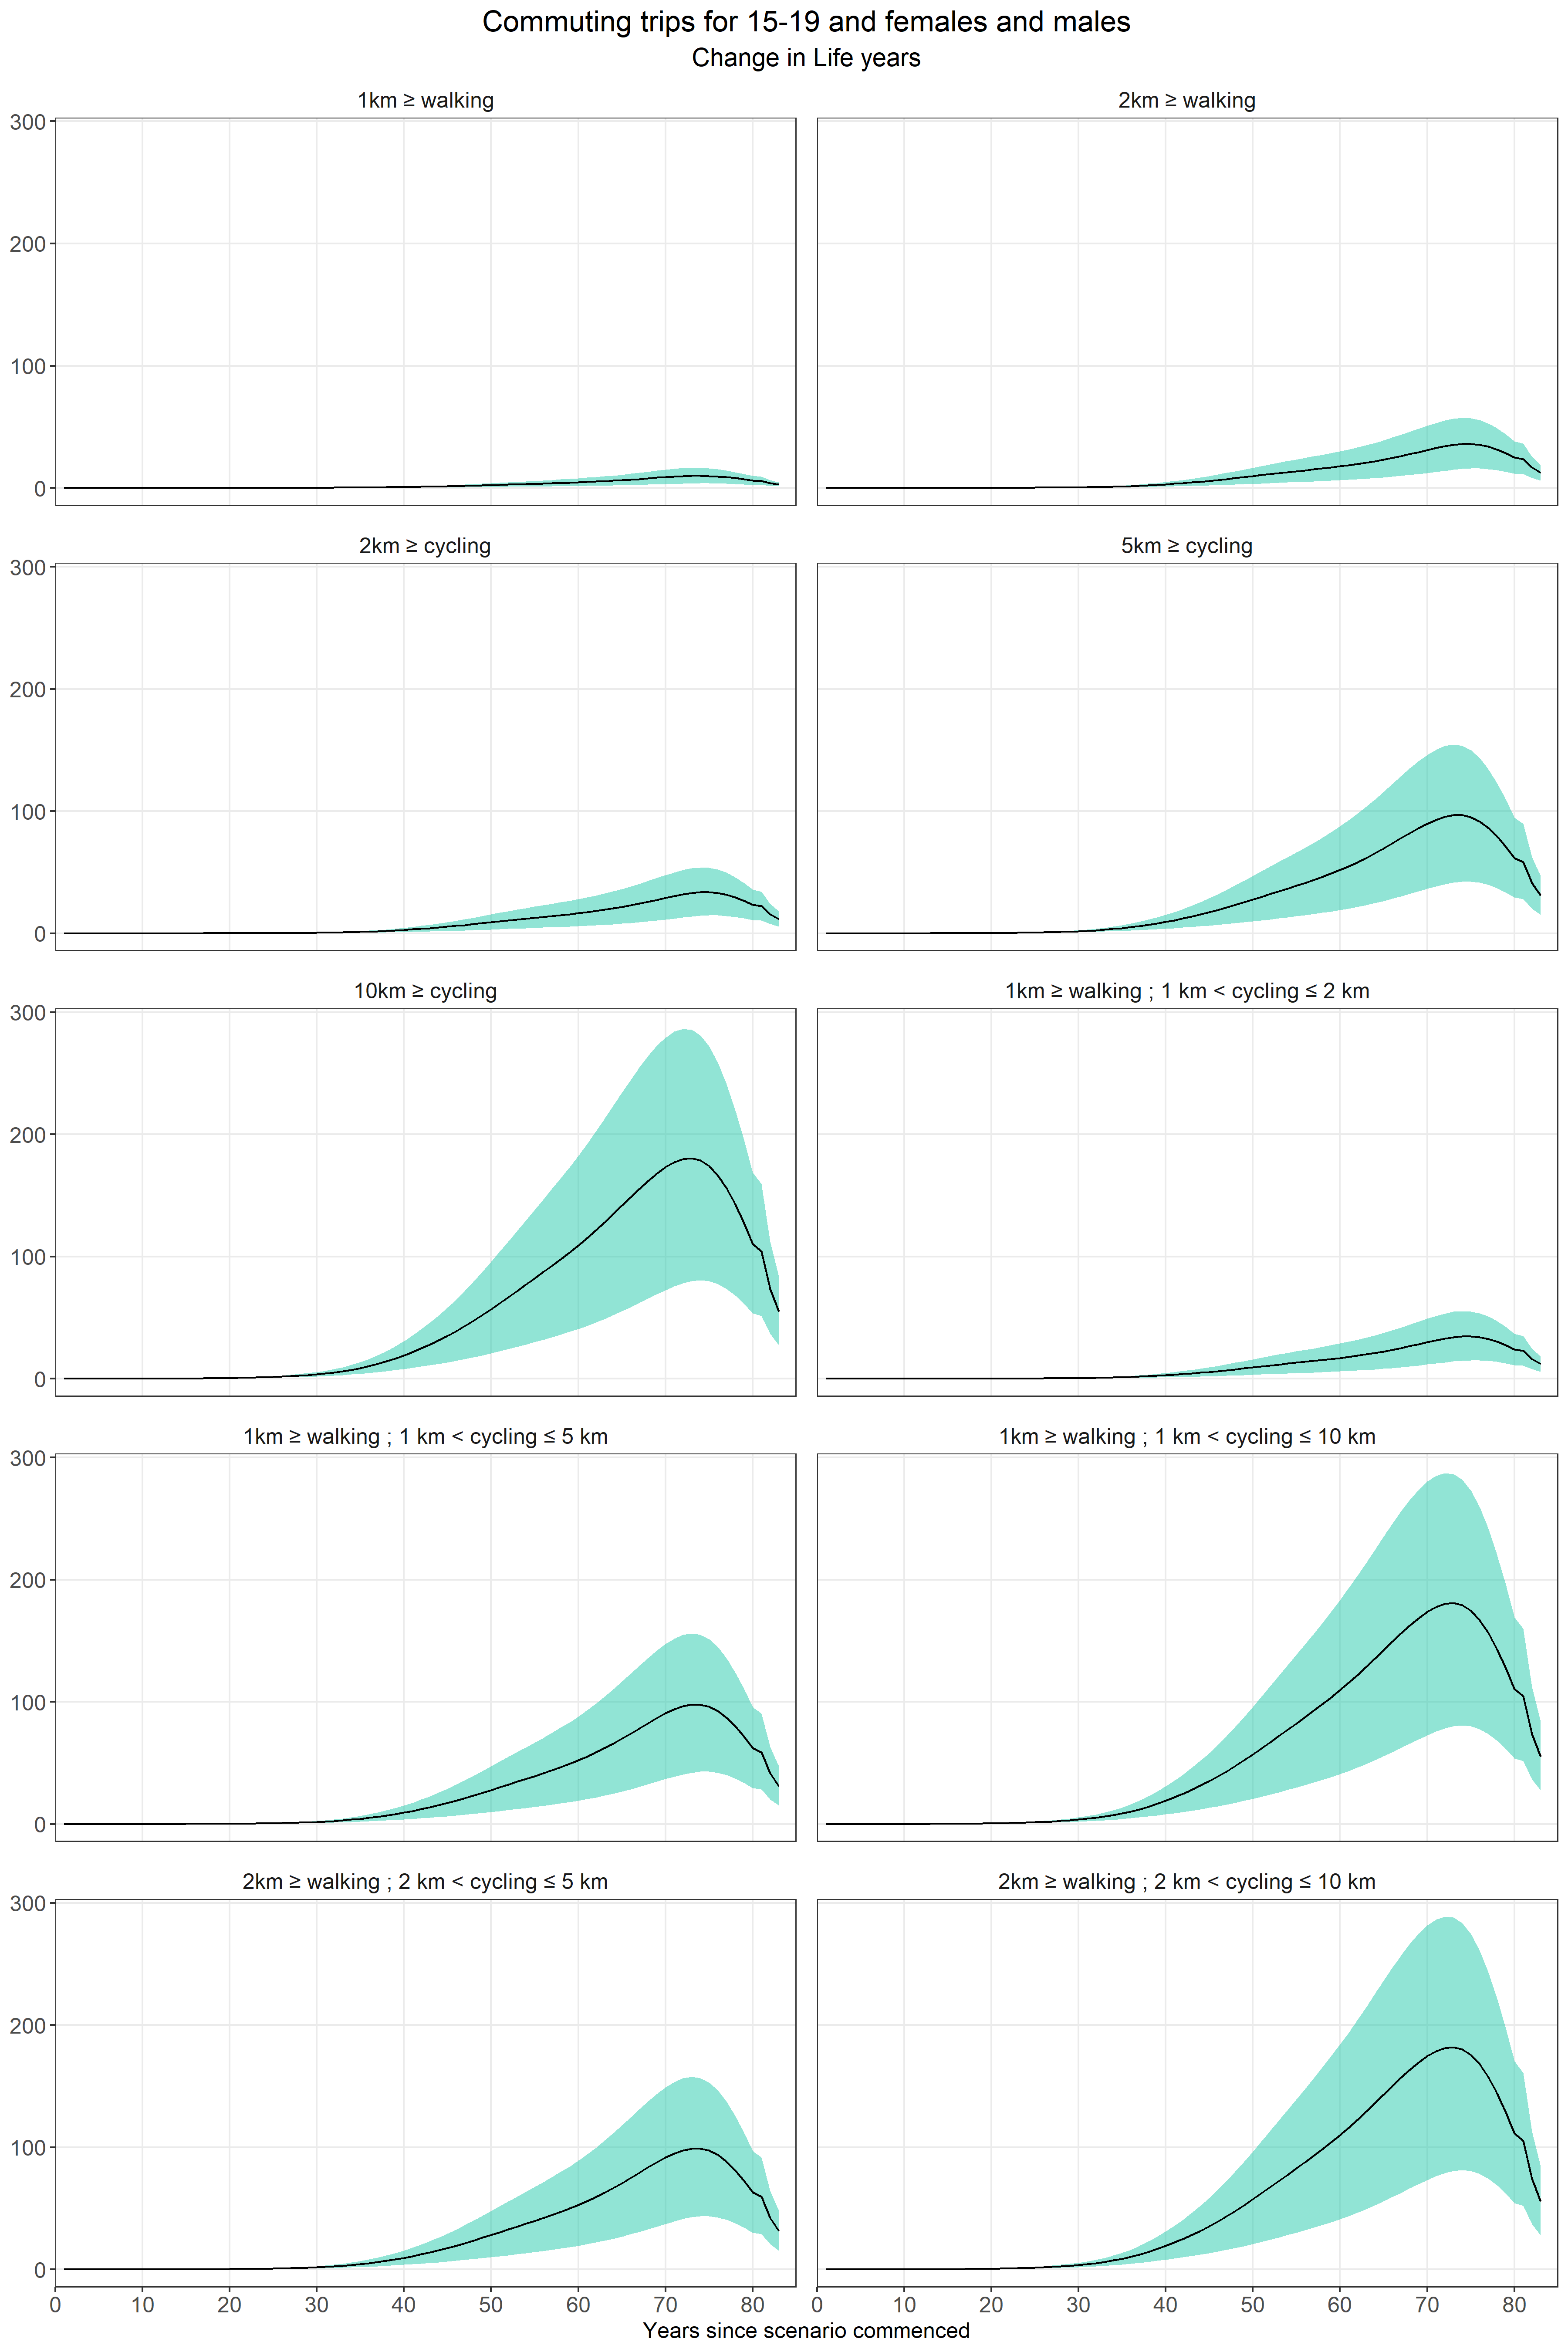 Commuting trips for 15-19 and females and males
Change in Life years
1km ≥ walking
2km ≥ walking
300
200
100
0
2km ≥ cycling
5km ≥ cycling
300
200
100
0
10km ≥ cycling
1km ≥ walking ; 1 km < cycling ≤ 2 km
300
200
100
0
1km ≥ walking ; 1 km < cycling ≤ 5 km
1km ≥ walking ; 1 km < cycling ≤ 10 km
300
200
100
0
2km ≥ walking ; 2 km < cycling ≤ 5 km
2km ≥ walking ; 2 km < cycling ≤ 10 km
300
200
100
0
0 10 20 30 40 50 60 70 80
0 10 20 30 40 50 60 70 80
Years since scenario commenced